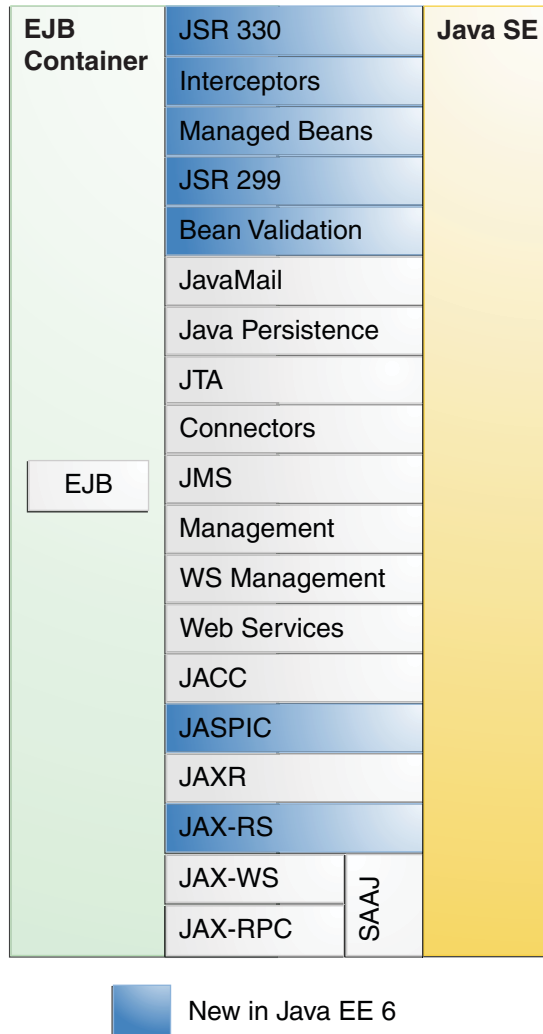 EJB
Container
EJB
JSR 330
Interceptors
Managed Beans
JSR 299
Bean Validation
JavaMail
Java Persistence
JTA
Connectors
JMS
Management
WS Management
Web Services
JACC
JASPIC
JAXR
JAX-RS
JAX-WS
JAX-RPC
SAAJ
Java SE
New in Java EE 6